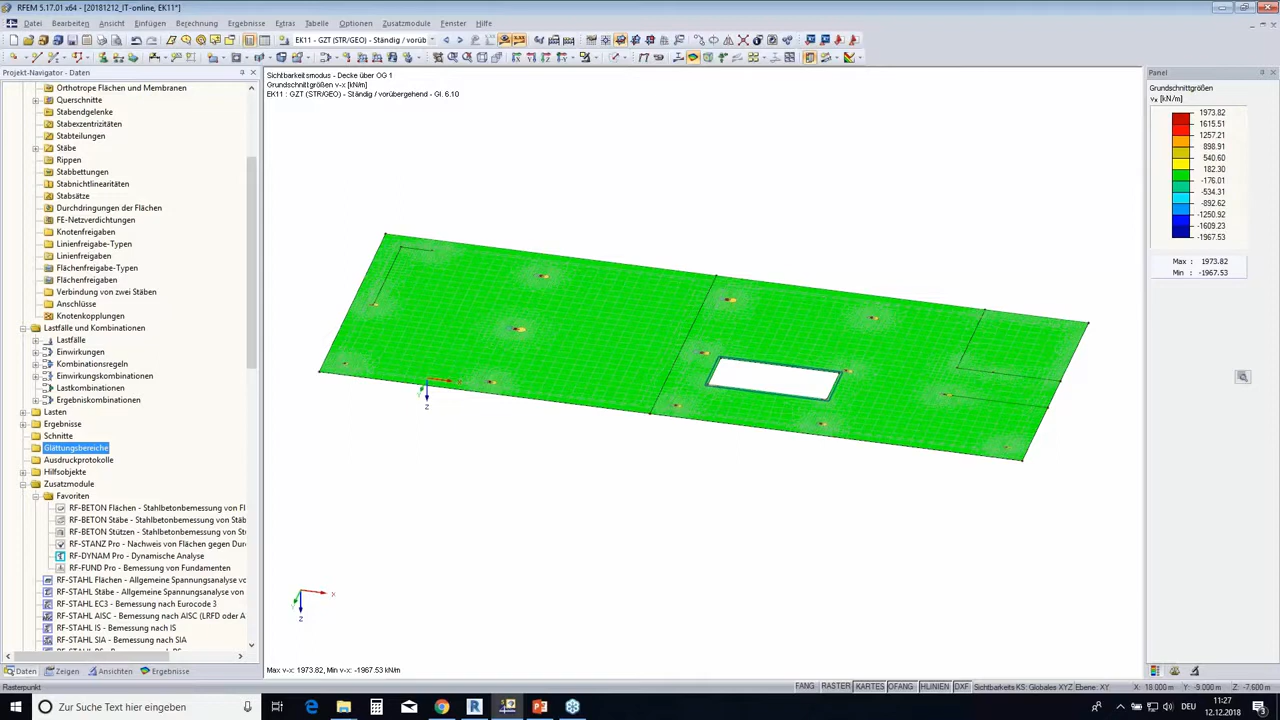 RFEM 5.17.01 x64 - [20181212_IT-online, EK11*]
Datei Bearbeiten Ansicht Einfügen Berechnung Ergebnisse Extras Tabelle Optionen Zusatzmodule Fenster Hilfe
EK11 - GZT (STR/GEO) - Ständig / vorüb
Projekt-Navigator - Daten
Orthotrope Flächen und Membranen
Querschnitte
Stabendgelenke
Stabexzentrizitäten
Stabteilungen
Stäbe
Rippen
Stabbettungen
Stabnichtlinearitäten
Stabsätze
Durchdringungen der Flächen
FE-Netzverdichtungen
Knotenfreigaben
Linienfreigabe-Typen
Linienfreigaben
Flächenfreigabe-Typen
Flächenfreigaben
Verbindung von zwei Stäben
Anschlüsse
Knotenkopplungen
Lastfälle und Kombinationen
Lastfälle
Einwirkungen
Kombinationsregeln
Einwirkungskombinationen
Lastkombinationen
Ergebniskombinationen
Lasten
Ergebnisse
Schnitte
Glättungsbereiche
Ausdruckprotokolle
Hilfsobjekte
Zusatzmodule
Favoriten
RF-BETON Flächen - Stahlbetonbemessung von Fl
RF-BETON Stäbe - Stahlbetonbemessung von Stäb
RF-BETON Stützen - Stahlbetonbemessung von Stü
RF-STANZ Pro - Nachweis von Flächen gegen Durc
RF-DYNAM Pro - Dynamische Analyse
RF-FUND Pro - Bemessung von Fundamenten
RF-STAHL Flächen - Allgemeine Spannungsanalyse v
RF-STAHL Stäbe - Allgemeine Spannungsanalyse von
RF-STAHL EC3 - Bemessung nach Eurocode 3
RF-STAHL AISC - Bemessung nach AISC (LRFD oder A
RF-STAHL IS - Bemessung nach IS
RF-STAHL SIA - Bemessung nach SIA
Daten Zeigen Ansichten Ergebnisse
Rasterpunkt
Sichtbarkeitsmodus - Decke über OG 1
Grundschnittgrößen v-x [kN/m]
EK11 : GZT (STR/GEO) - Ständig / vorübergehend - Gl. 6.10
Z
X
Z
Max v-x: 1973.82, Min v-x: -1967.53 kN/m
Panel
Grundschnittgrößen
vx [kN/m]
1973.82
1615.51
1257.21
898.91
540.60
182.30
-176.01
-534.31
-892.62
-1250.92
-1609.23
-1967.53
Max : 1973.82
Min : -1967.53
FANG RASTER KARTES OFANG HLINIEN DXF Sichtbarkeits KS: Globales XYZ Ebene: XY X: 18.000 m Y: -9.000 m Z: -7.600 m
Zur Suche Text hier eingeben
DEU
11:27
12.12.2018